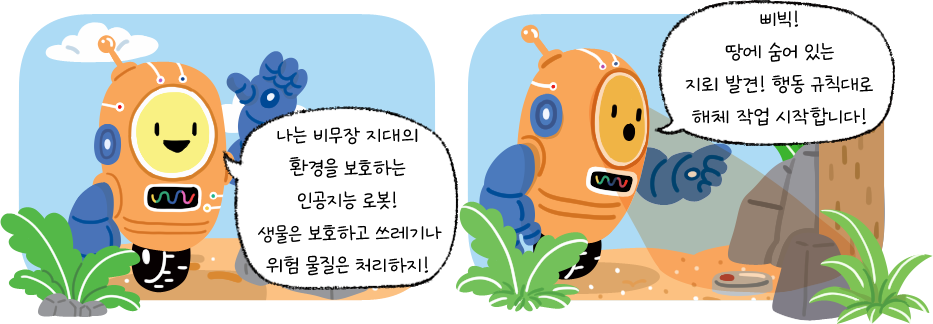 나는 비무장 지대의
환경을 보호하는
인공지능 로봇!
생물은 보호하고 쓰레기나
위험 물질은 처리하지!
삐빅!
땅에 숨어 있는
지뢰 발견! 행동 규칙대로
해체 작업 시작합니다!